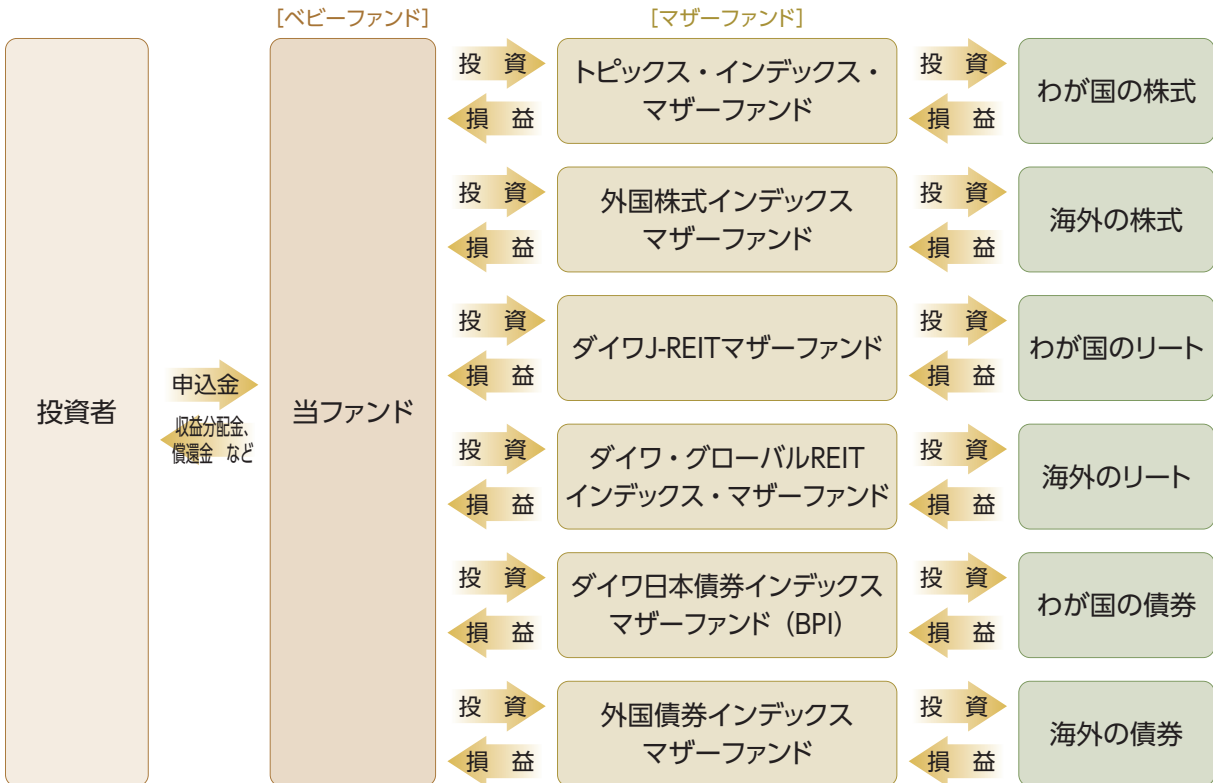 [ベビーファンド]
[マザーファンド]
投資者
申込金
収益分配金、
償還金 など
当ファンド
投 資
損 益
トピックス・インデックス・
マザーファンド
投 資
損 益
わが国の株式
投 資
損 益
外国株式インデックス
マザーファンド
投 資
損 益
海外の株式
投 資
損 益
ダイワJ-REITマザーファンド
投 資
損 益
わが国のリート
投 資
損 益
ダイワ・グローバルREIT
インデックス・マザーファンド
投 資
損 益
海外のリート
投 資
損 益
ダイワ日本債券インデックス
マザーファンド（BPI）
投 資
損 益
わが国の債券
投 資
損 益
外国債券インデックス
マザーファンド
投 資
損 益
海外の債券